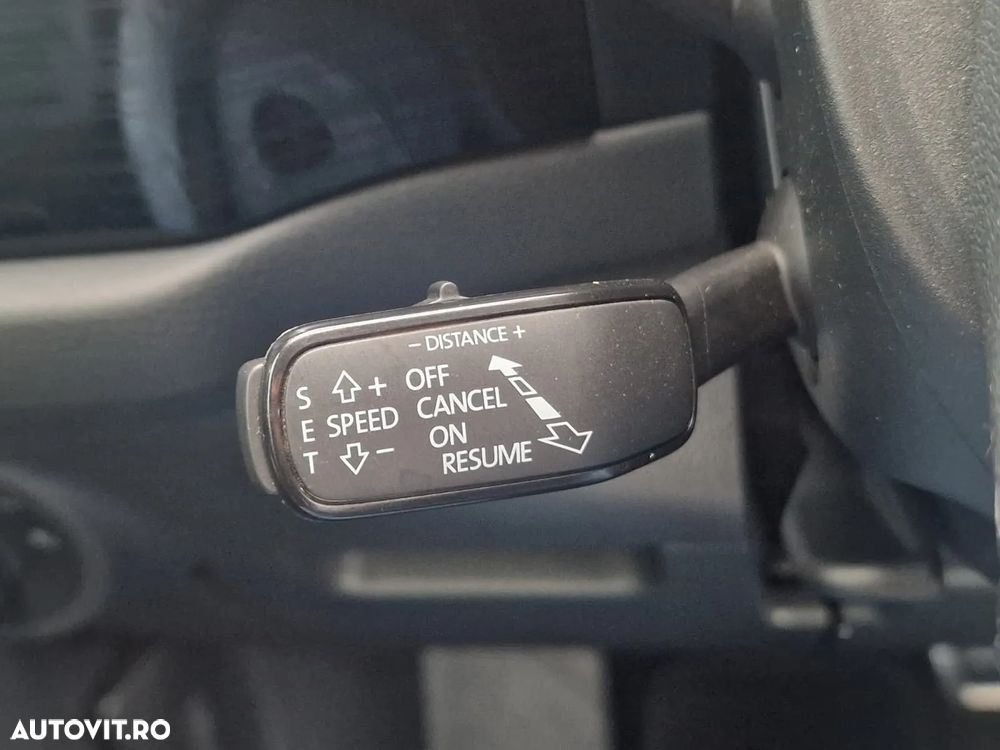 - DISTANCE +
S ⇧ + OFF
E SPEED CANCEL
T ⇩ - ON
RESUME
AUTOVIT.RO